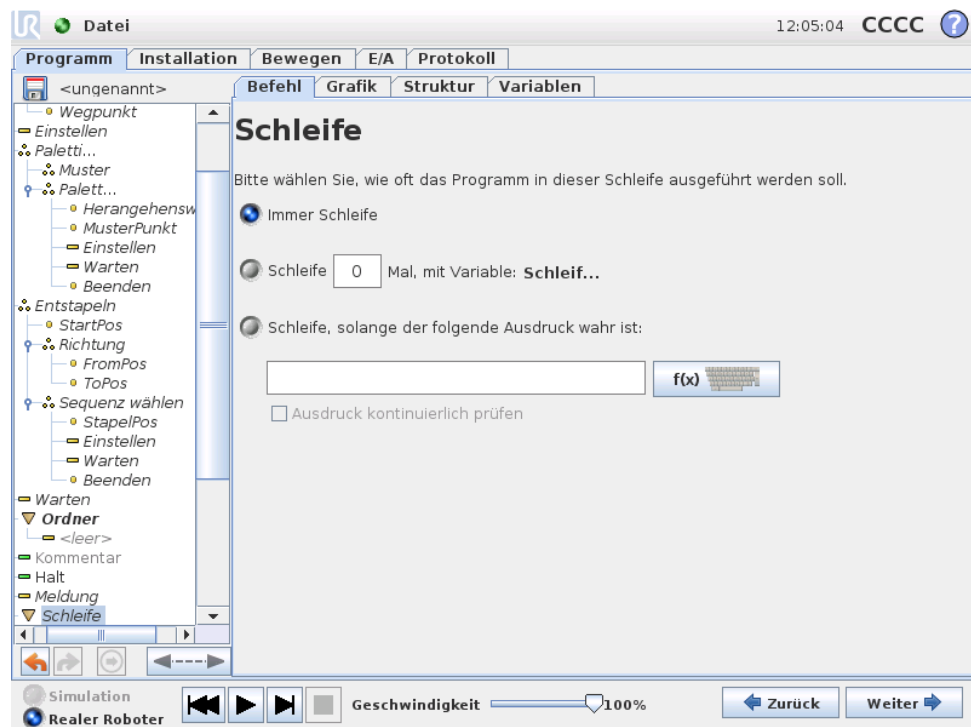 UR Datei 12:05:04 CCCC ?
Programm Installation Bewegen E/A Protokoll
<ungenannt>
Wegpunkt
Einstellen
Paletti...
Muster
Palett...
Herangehensw
MusterPunkt
Einstellen
Warten
Beenden
Entstapeln
StartPos
Richtung
FromPos
ToPos
Sequenz wählen
StapelPos
Einstellen
Warten
Beenden
Warten
Ordner
<leer>
Kommentar
Halt
Meldung
Schleife
Befehl Grafik Struktur Variablen
Schleife
Bitte wählen Sie, wie oft das Programm in dieser Schleife ausgeführt werden soll.
Immer Schleife
Schleife 0 Mal, mit Variable: Schleif...
Schleife, solange der folgende Ausdruck wahr ist:
f(x)
Ausdruck kontinuierlich prüfen
Simulation
Realer Roboter
Geschwindigkeit 100%
Zurück Weiter